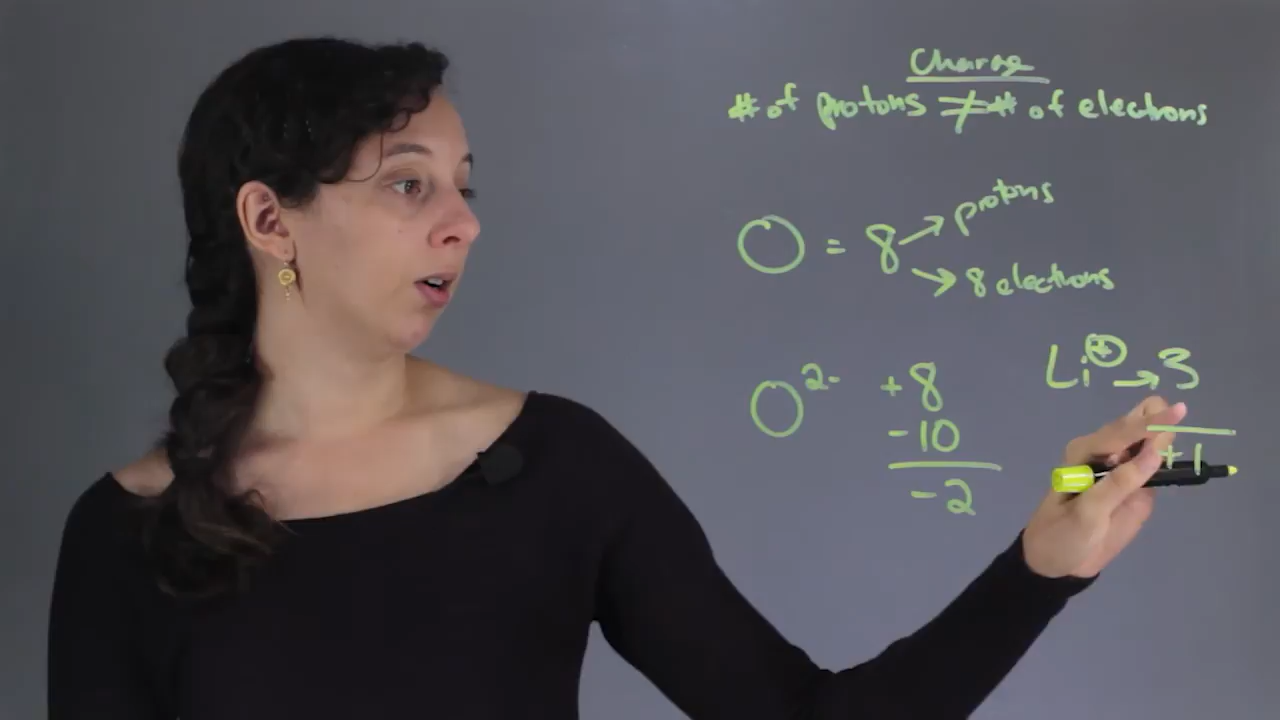 Charge
# of protons ≠ # of electrons
O = 8 → protons
→ 8 electrons
O²⁻
+8
-10
-2
Li⊕ → 3
+1